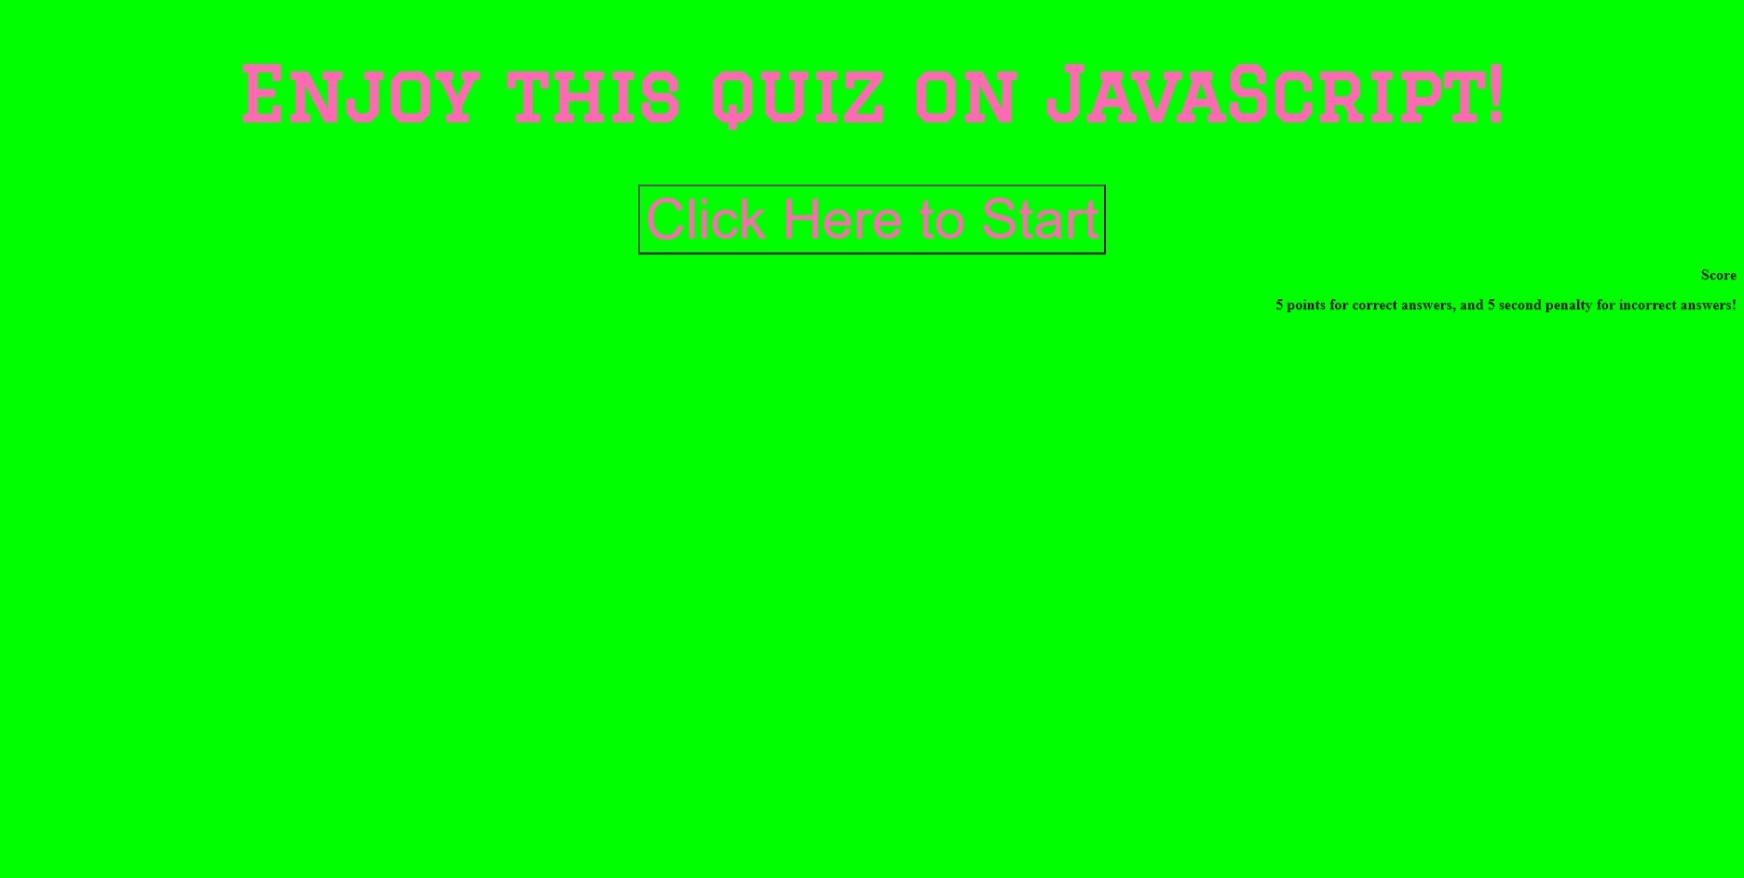 Enjoy this quiz on JavaScript!
Click Here to Start
Score
5 points for correct answers, and 5 second penalty for incorrect answers!